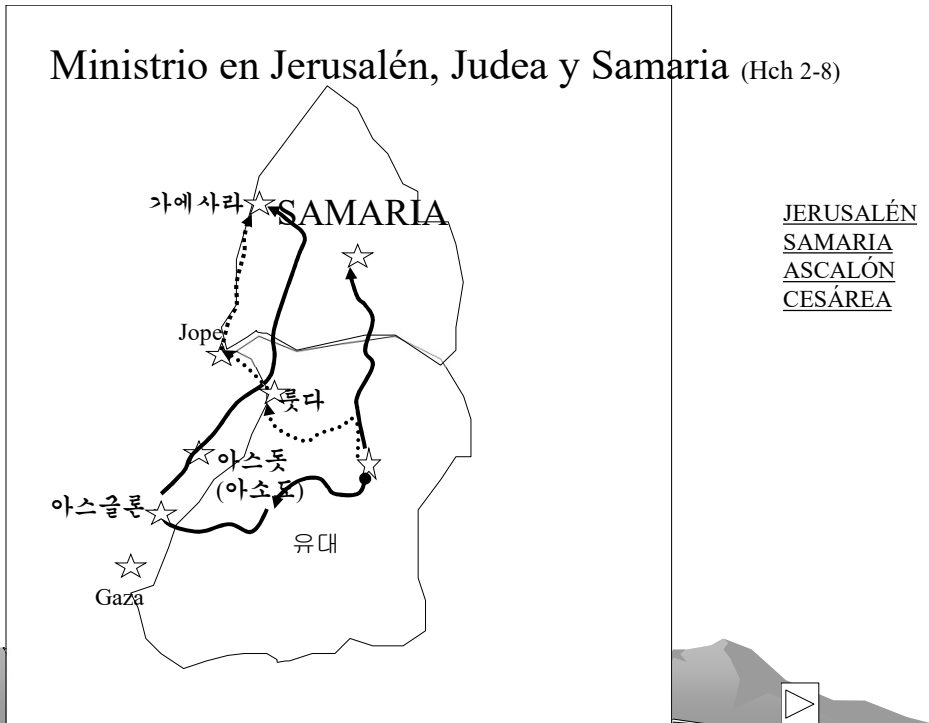 Ministrio en Jerusalén, Judea y Samaria (Hch 2-8)
가에사라
SAMARIA
Jope
룻다
아스돗
(아소도)
아스글론
유대
Gaza
JERUSALÉN
SAMARIA
ASCALÓN
CESÁREA